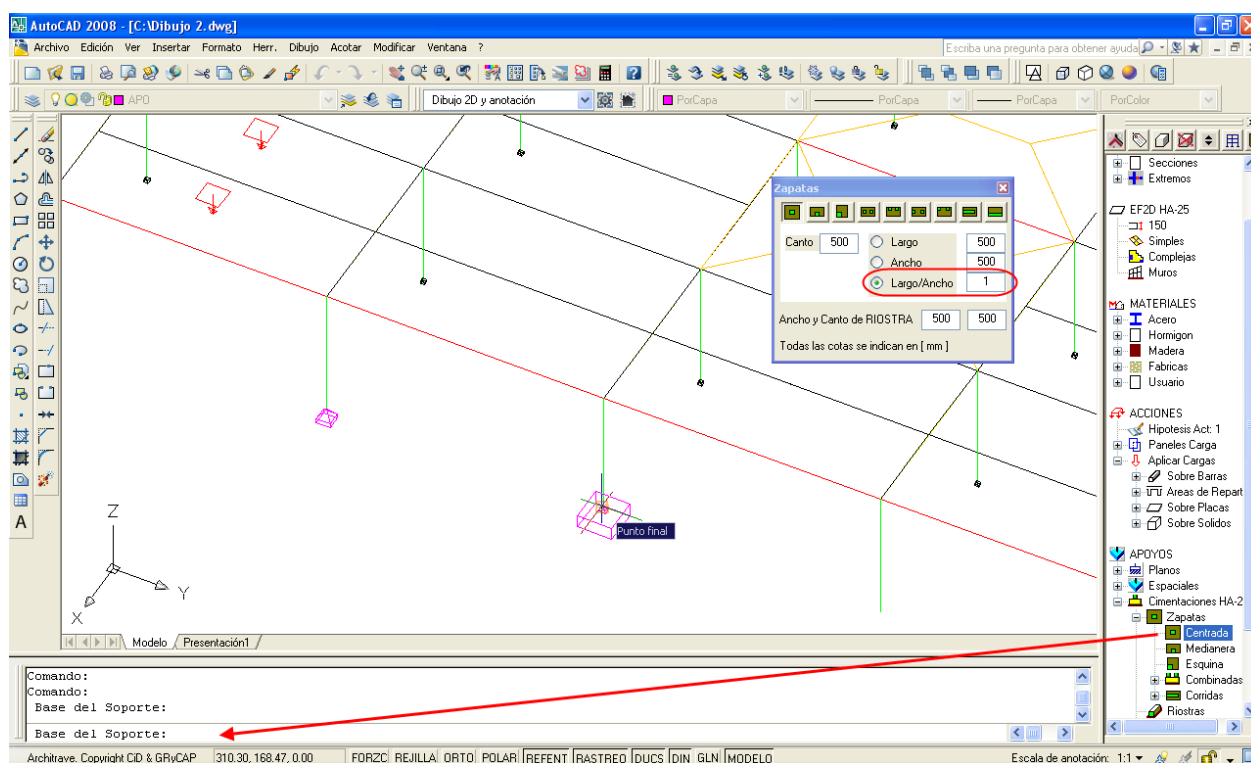 AutoCAD 2008 - [C:\Dibujo 2.dwg]
Archivo Edición Ver Insertar Formato Herr. Dibujo Acotar Modificar Ventana ?
Escriba una pregunta para obtener ayuda
AP0
Dibujo 2D y anotación
PorCapa
PorCapa
PorCapa
PorColor
Zapatas
Canto 500
Largo 500
Ancho 500
Largo/Ancho 1
Ancho y Canto de RIOSTRA 500 500
Todas las cotas se indican en [ mm ]
Punto final
Z
Y
X
Modelo Presentación1
Secciones
Extremos
EF2D HA-25
150
Simples
Complejas
Muros
MATERIALES
Acero
Hormigon
Madera
Fabricas
Usuario
ACCIONES
Hipotesis Act: 1
Paneles Carga
Aplicar Cargas
Sobre Barras
Areas de Repart
Sobre Placas
Sobre Solidos
APOYOS
Planos
Espaciales
Cimentaciones HA-2
Zapatas
Centrada
Medianera
Esquina
Combinadas
Corridas
Riostras
Comando:
Comando:
Base del Soporte:
Base del Soporte:
Architrave. Copyright CiD & GRyCAP 310.30, 168.47, 0.00 FORZC REJILLA ORTO POLAR REFENT RASTREO DUCS DIN GLN MODELO Escala de anotación: 1:1